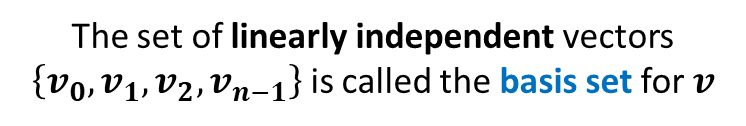 The set of linearly independent vectors
{v₀, v₁, v₂, vₙ₋₁} is called the basis set for v